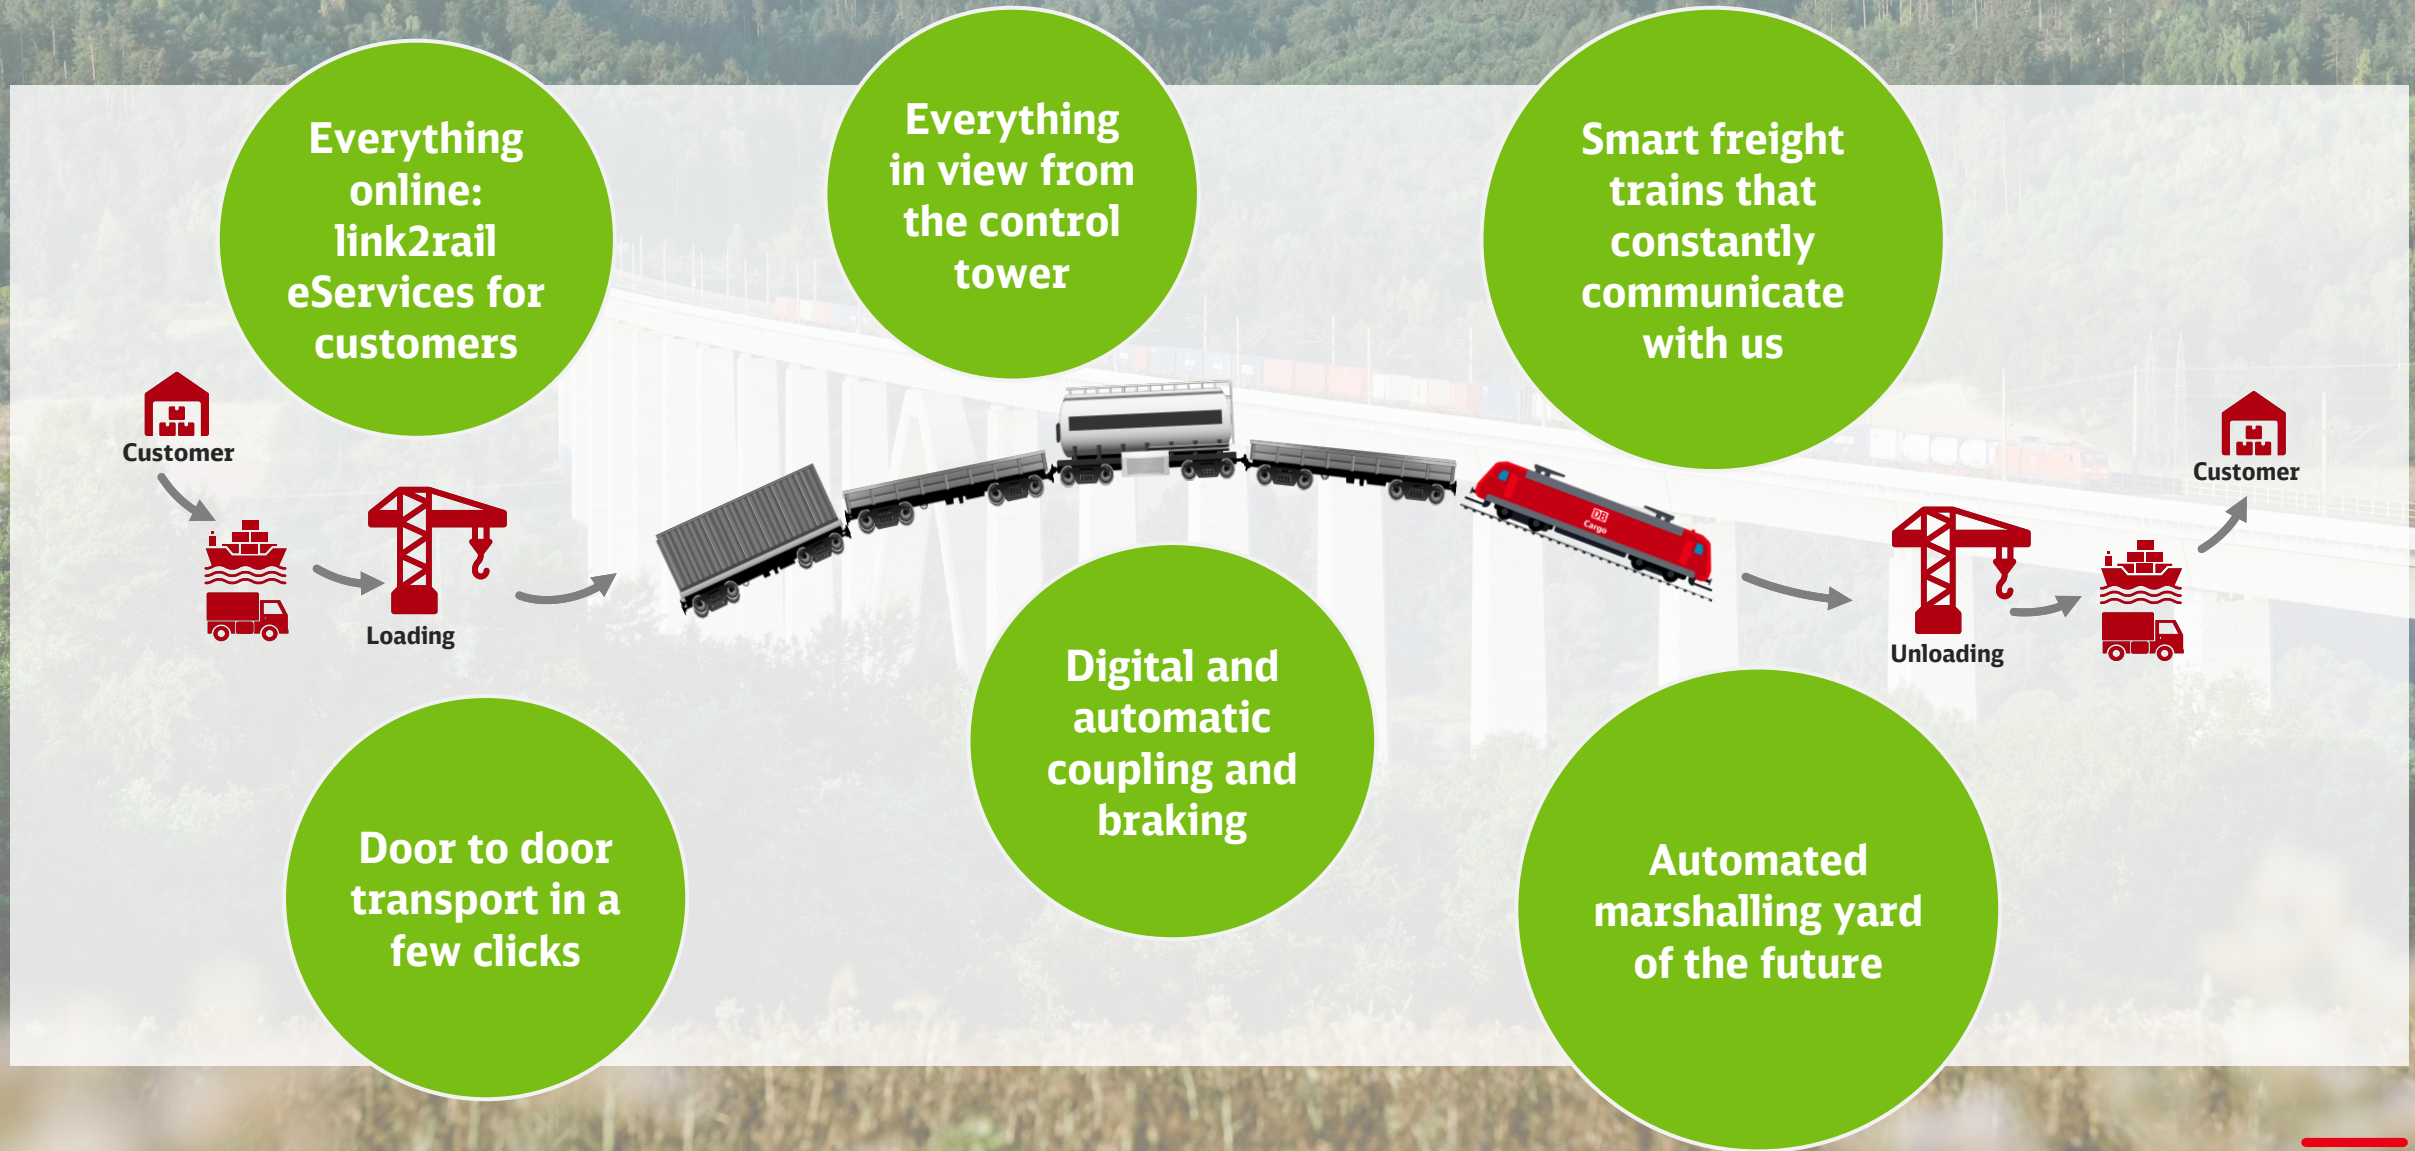 Everything
online:
link2rail
eServices for
customers
Everything
in view from
the control
tower
Smart freight
trains that
constantly
communicate
with us
Customer
Loading
DB
Cargo
Customer
Unloading
Door to door
transport in a
few clicks
Digital and
automatic
coupling and
braking
Automated
marshalling yard
of the future